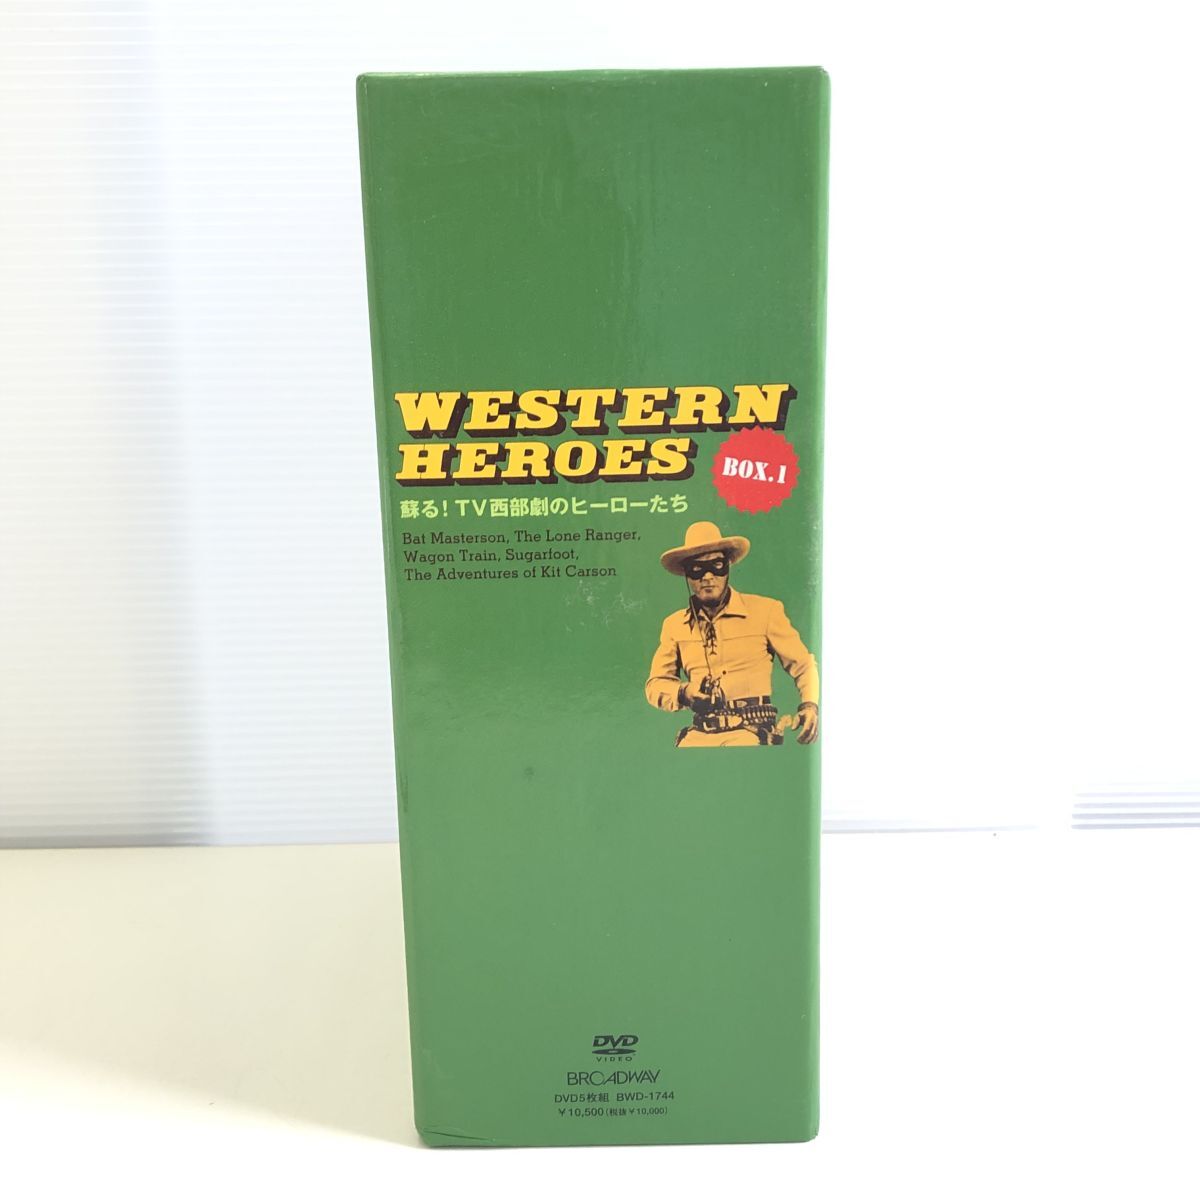 WESTERN
HEROES
BOX.1
蘇る!TV西部劇のヒーローたち
Bat Masterson, The Lone Ranger,
Wagon Train, Sugarfoot,
The Adventures of Kit Carson
DVD
VIDEO
BROADWAY
DVD5枚組 BWD-1744
￥10,500(税抜￥10,000)